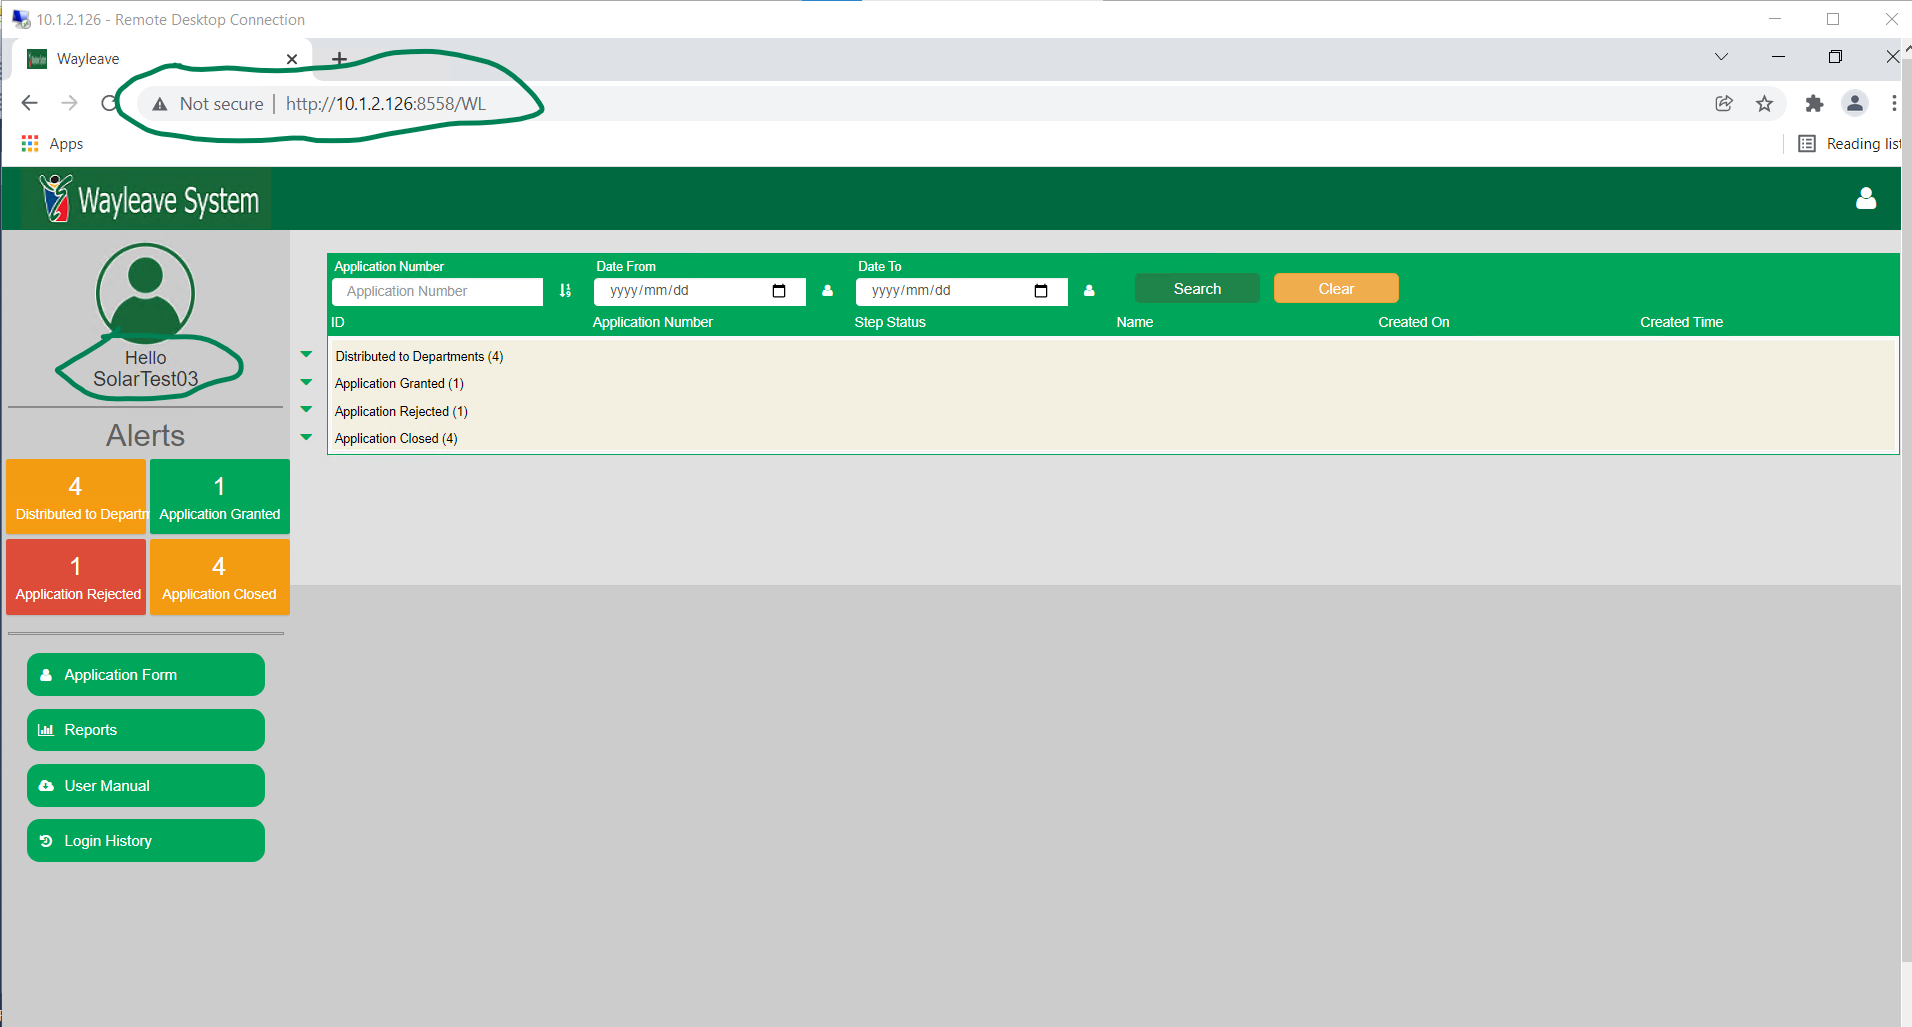 10.1.2.126 - Remote Desktop Connection
Wayleave
Not secure | http://10.1.2.126:8558/WL
Apps
Reading list
Wayleave System
Hello
SolarTest03
Alerts
4
Distributed to Departm
1
Application Granted
1
Application Rejected
4
Application Closed
Application Form
Reports
User Manual
Login History
Application Number
Date From
Date To
Application Number
yyyy/mm/dd
yyyy/mm/dd
Search
Clear
ID
Application Number
Step Status
Name
Created On
Created Time
Distributed to Departments (4)
Application Granted (1)
Application Rejected (1)
Application Closed (4)